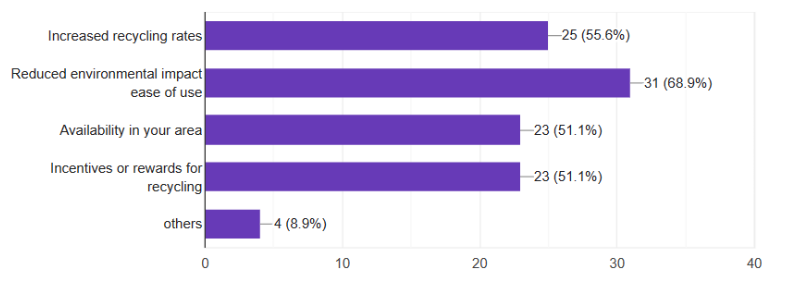 Increased recycling rates
25 (55.6%)
Reduced environmental impact
ease of use
31 (68.9%)
Availability in your area
23 (51.1%)
Incentives or rewards for
recycling
23 (51.1%)
others
4 (8.9%)
0 10 20 30 40